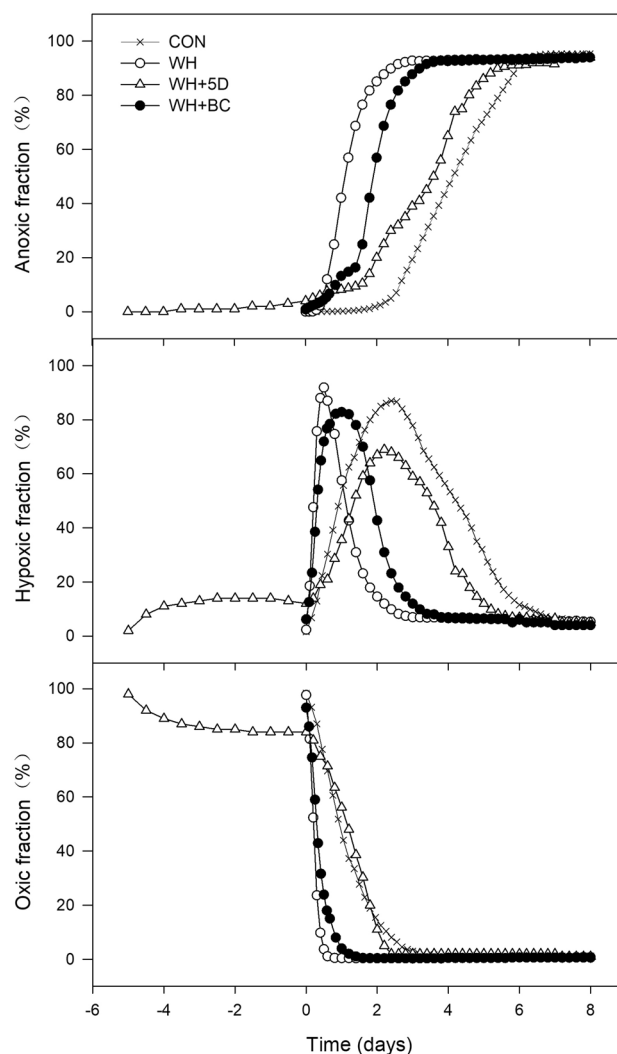 100
80
60
40
20
0
Anoxic fraction（%）
CON
WH
WH+5D
WH+BC
100
80
60
40
20
0
Hypoxic fraction（%）
100
80
60
40
20
0
Oxic fraction（%）
-6 -4 -2 0 2 4 6 8
Time (days)